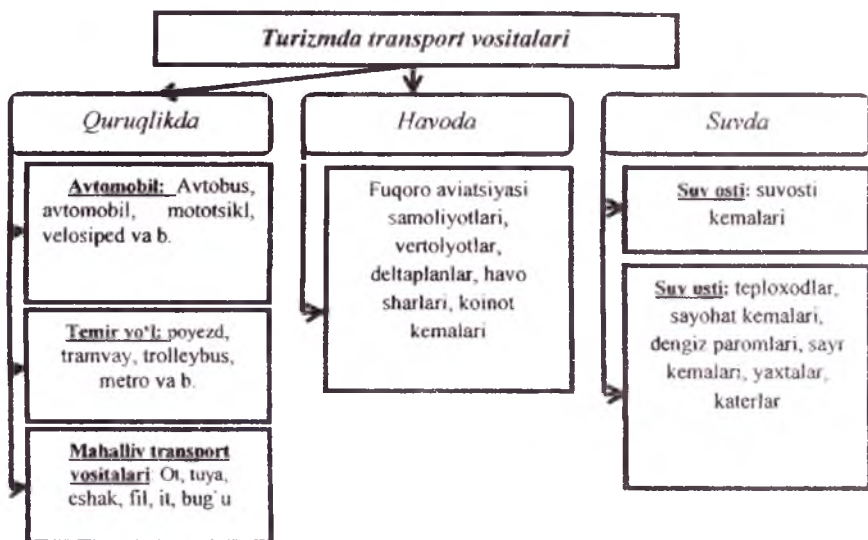 Turizmda transport vositalari
Quruqlikda
Avtomobil: Avtobus,
avtomobil, mototsikl,
velosiped va b.
Temir yo‘l: poyezd,
tramvay, trolleybus,
metro va b.
Mahalliy transport
vositalari Ot, tuya,
eshak, fil, it, bug‘u
Havoda
Fuqoro aviatsiyasi
samoliyotlari,
vertolyotlar,
deltaplanlar, havo
sharlari, koinot
kemalari
Suvda
Suv osti: suvosti
kemalari
Suv usti: teploxodlar,
sayohat kemalari,
dengiz paromlari, sayr
kemalari, yaxtalar,
katerlar